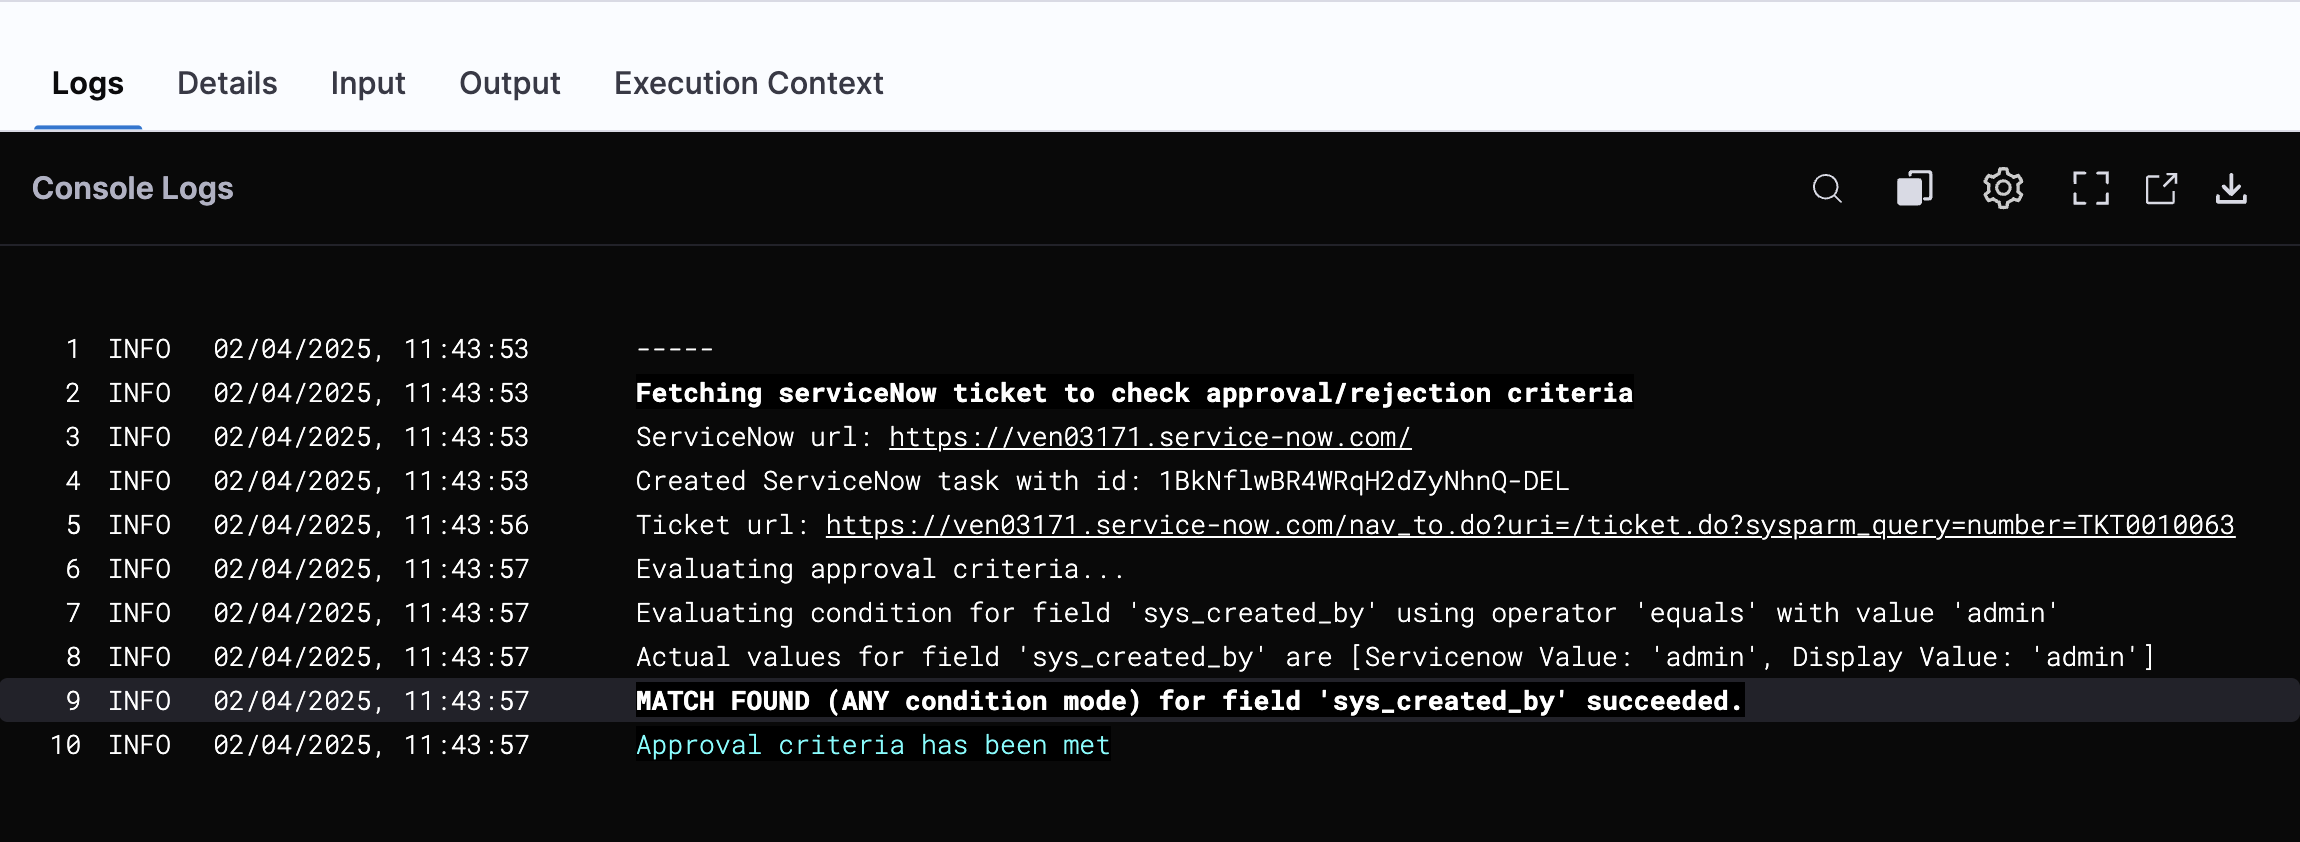 Logs Details Input Output Execution Context
Console Logs
1 INFO 02/04/2025, 11:43:53 -----
2 INFO 02/04/2025, 11:43:53 Fetching serviceNow ticket to check approval/rejection criteria
3 INFO 02/04/2025, 11:43:53 ServiceNow url: https://ven03171.service-now.com/
4 INFO 02/04/2025, 11:43:53 Created ServiceNow task with id: 1BkNflwBR4WRqH2dZyNhnQ-DEL
5 INFO 02/04/2025, 11:43:56 Ticket url: https://ven03171.service-now.com/nav_to.do?uri=/ticket.do?sysparm_query=number=TKT0010063
6 INFO 02/04/2025, 11:43:57 Evaluating approval criteria...
7 INFO 02/04/2025, 11:43:57 Evaluating condition for field 'sys_created_by' using operator 'equals' with value 'admin'
8 INFO 02/04/2025, 11:43:57 Actual values for field 'sys_created_by' are [Servicenow Value: 'admin', Display Value: 'admin']
9 INFO 02/04/2025, 11:43:57 MATCH FOUND (ANY condition mode) for field 'sys_created_by' succeeded.
10 INFO 02/04/2025, 11:43:57 Approval criteria has been met